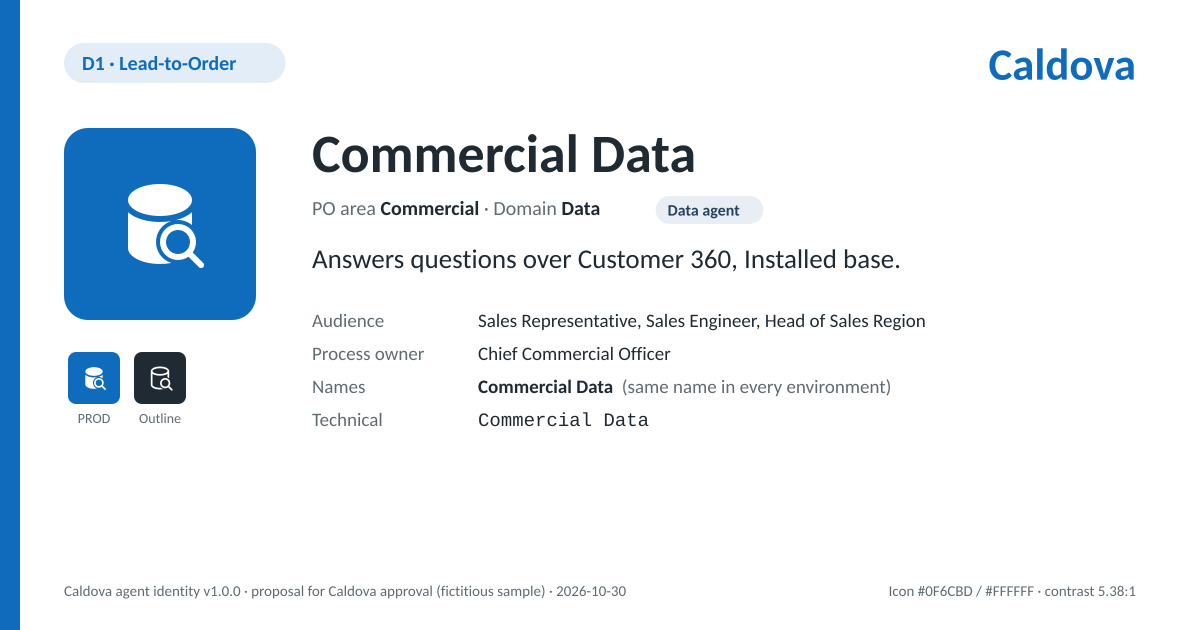 D1 · Lead-to-Order
Caldova
Commercial Data
PO area Commercial · Domain Data
Data agent
Answers questions over Customer 360, Installed base.
Audience Sales Representative, Sales Engineer, Head of Sales Region
Process owner Chief Commercial Officer
Names Commercial Data (same name in every environment)
Technical Commercial Data
PROD Outline
Caldova agent identity v1.0.0 · proposal for Caldova approval (fictitious sample) · 2026-10-30
Icon #0F6CBD / #FFFFFF · contrast 5.38:1